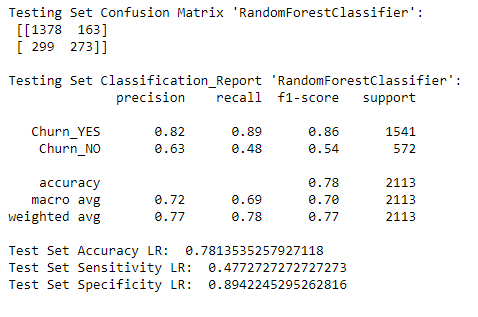 Testing Set Confusion Matrix 'RandomForestClassifier':
[[1378 163]
[ 299 273]]
Testing Set Classification_Report 'RandomForestClassifier':
precision recall f1-score support
Churn_YES 0.82 0.89 0.86 1541
Churn_NO 0.63 0.48 0.54 572
accuracy 0.78 2113
macro avg 0.72 0.69 0.70 2113
weighted avg 0.77 0.78 0.77 2113
Test Set Accuracy LR: 0.7813535257927118
Test Set Sensitivity LR: 0.4772727272727273
Test Set Specificity LR: 0.8942245295262816